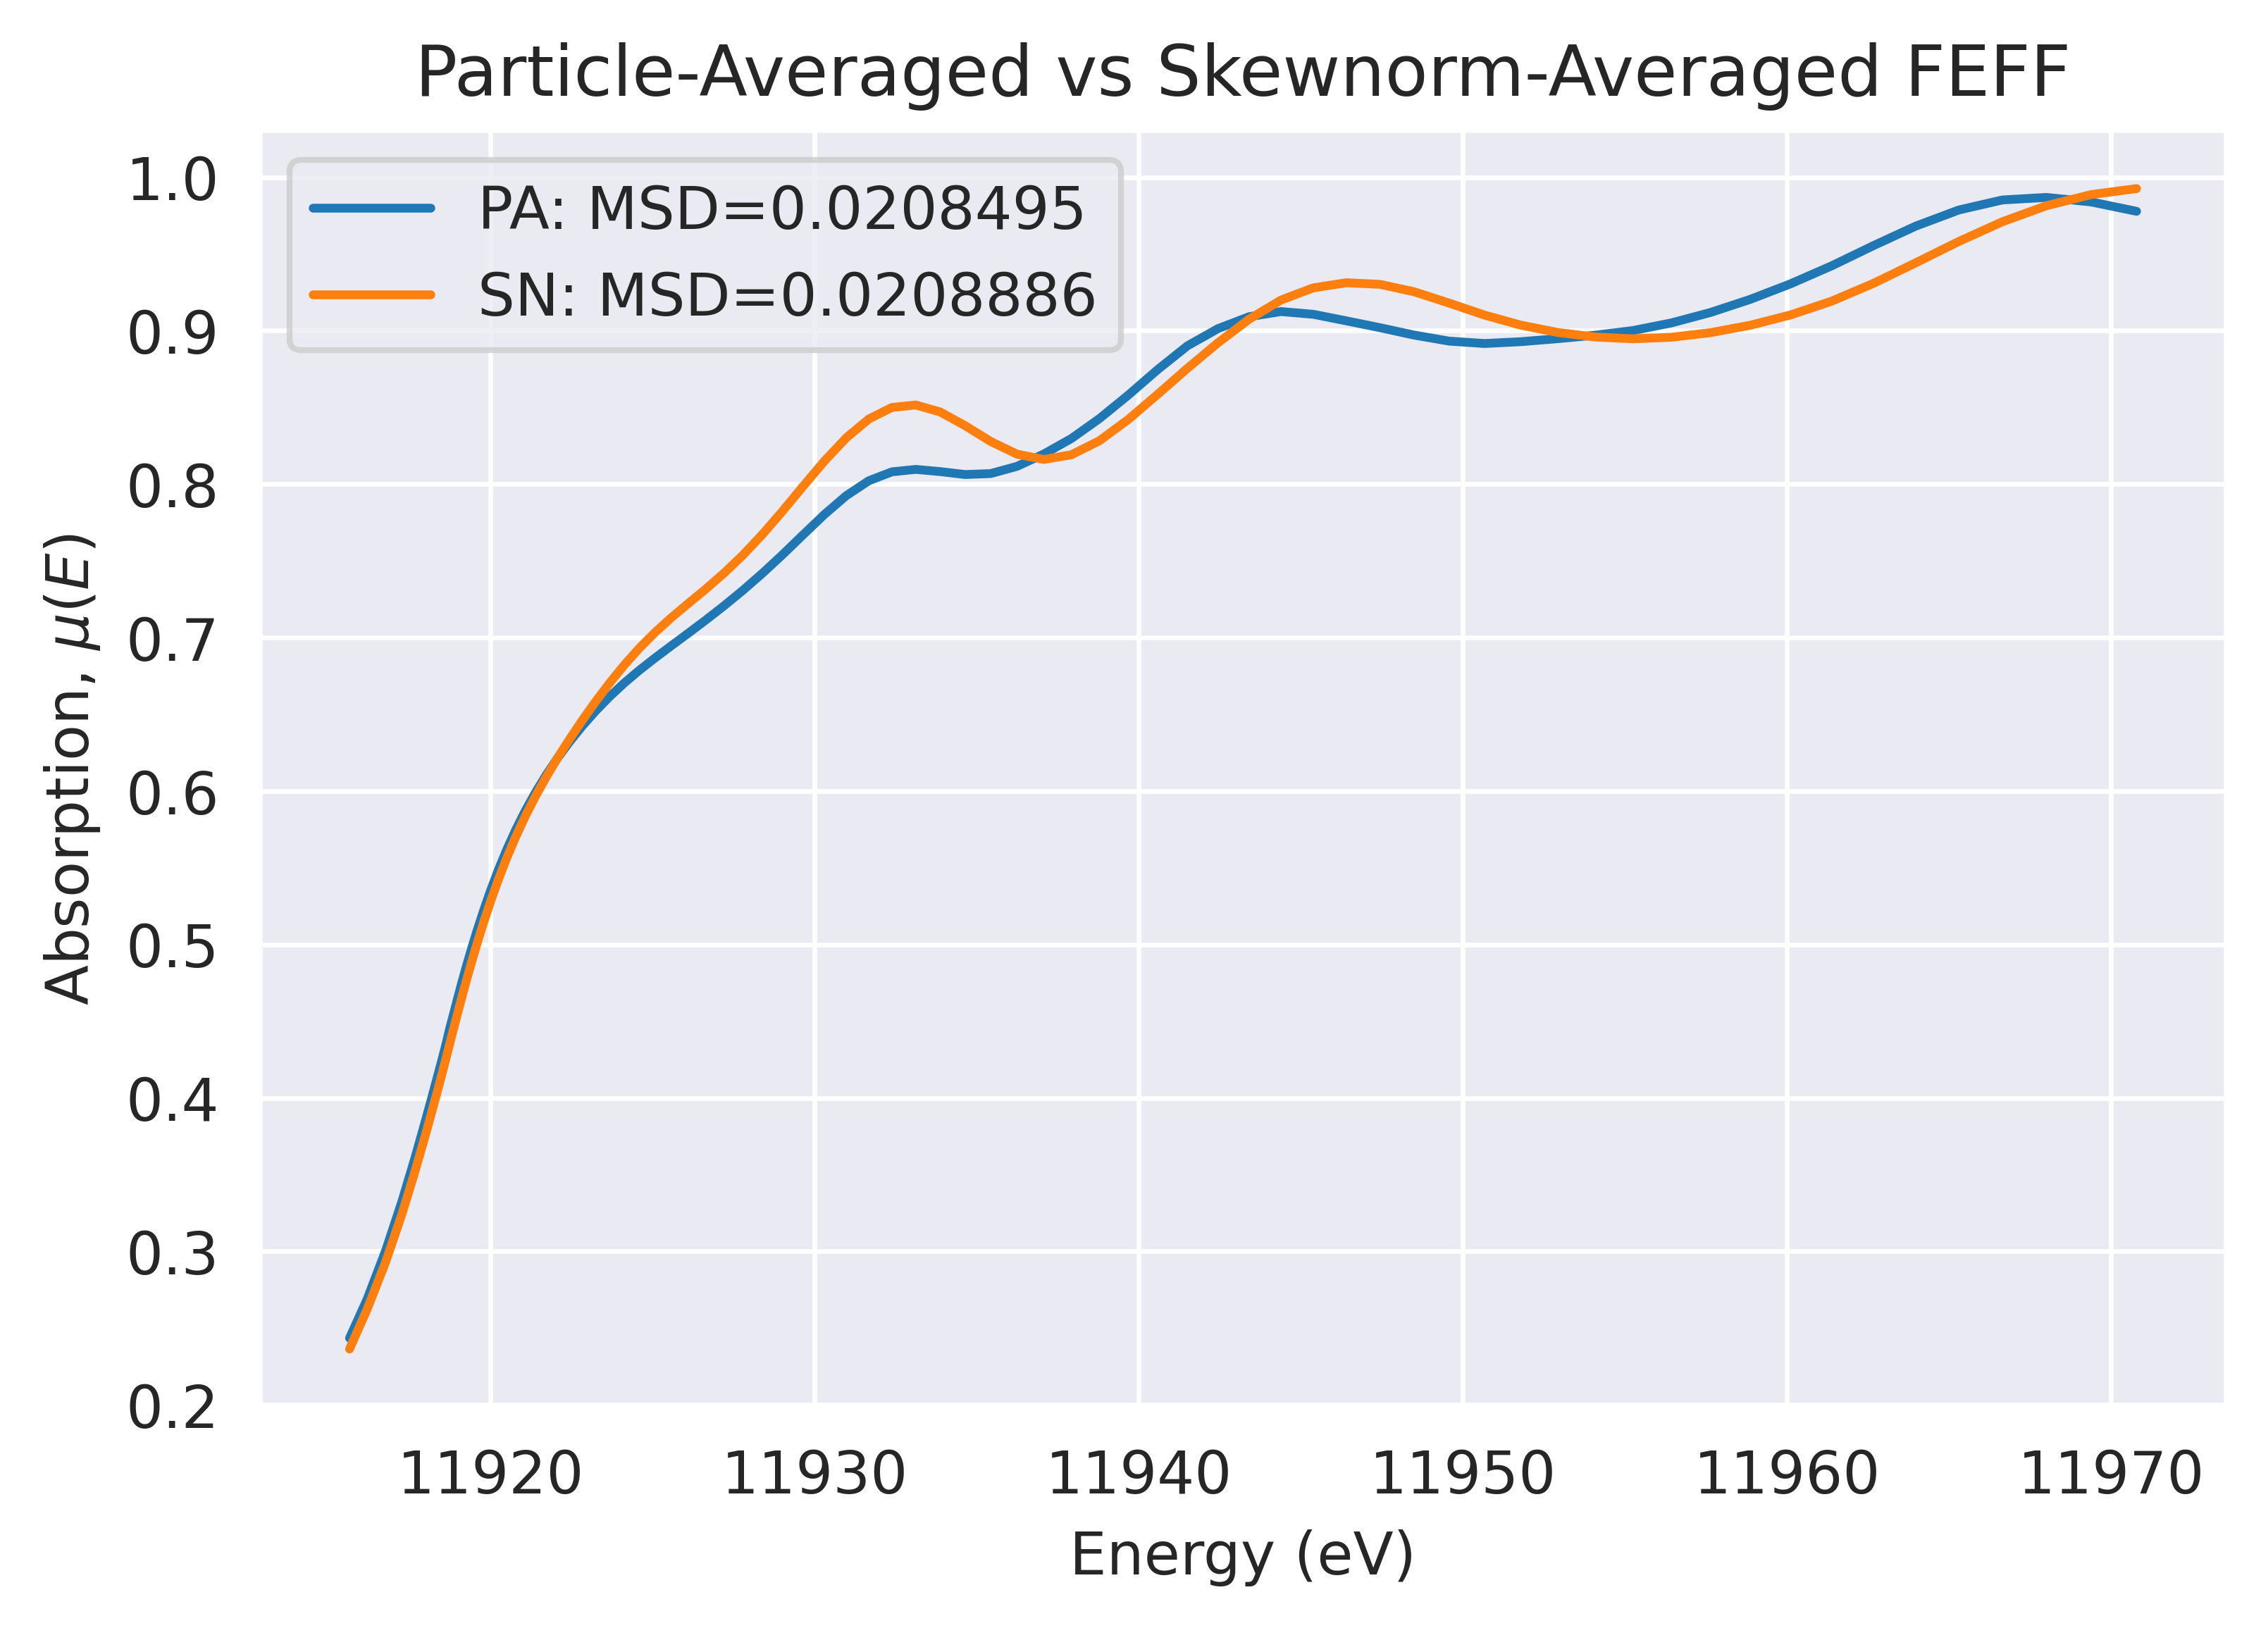 Particle-Averaged vs Skewnorm-Averaged FEFF
PA: MSD=0.0208495
SN: MSD=0.0208886
1.0
0.9
0.8
0.7
0.6
0.5
0.4
0.3
0.2
Absorption, μ(E)
11920 11930 11940 11950 11960 11970
Energy (eV)